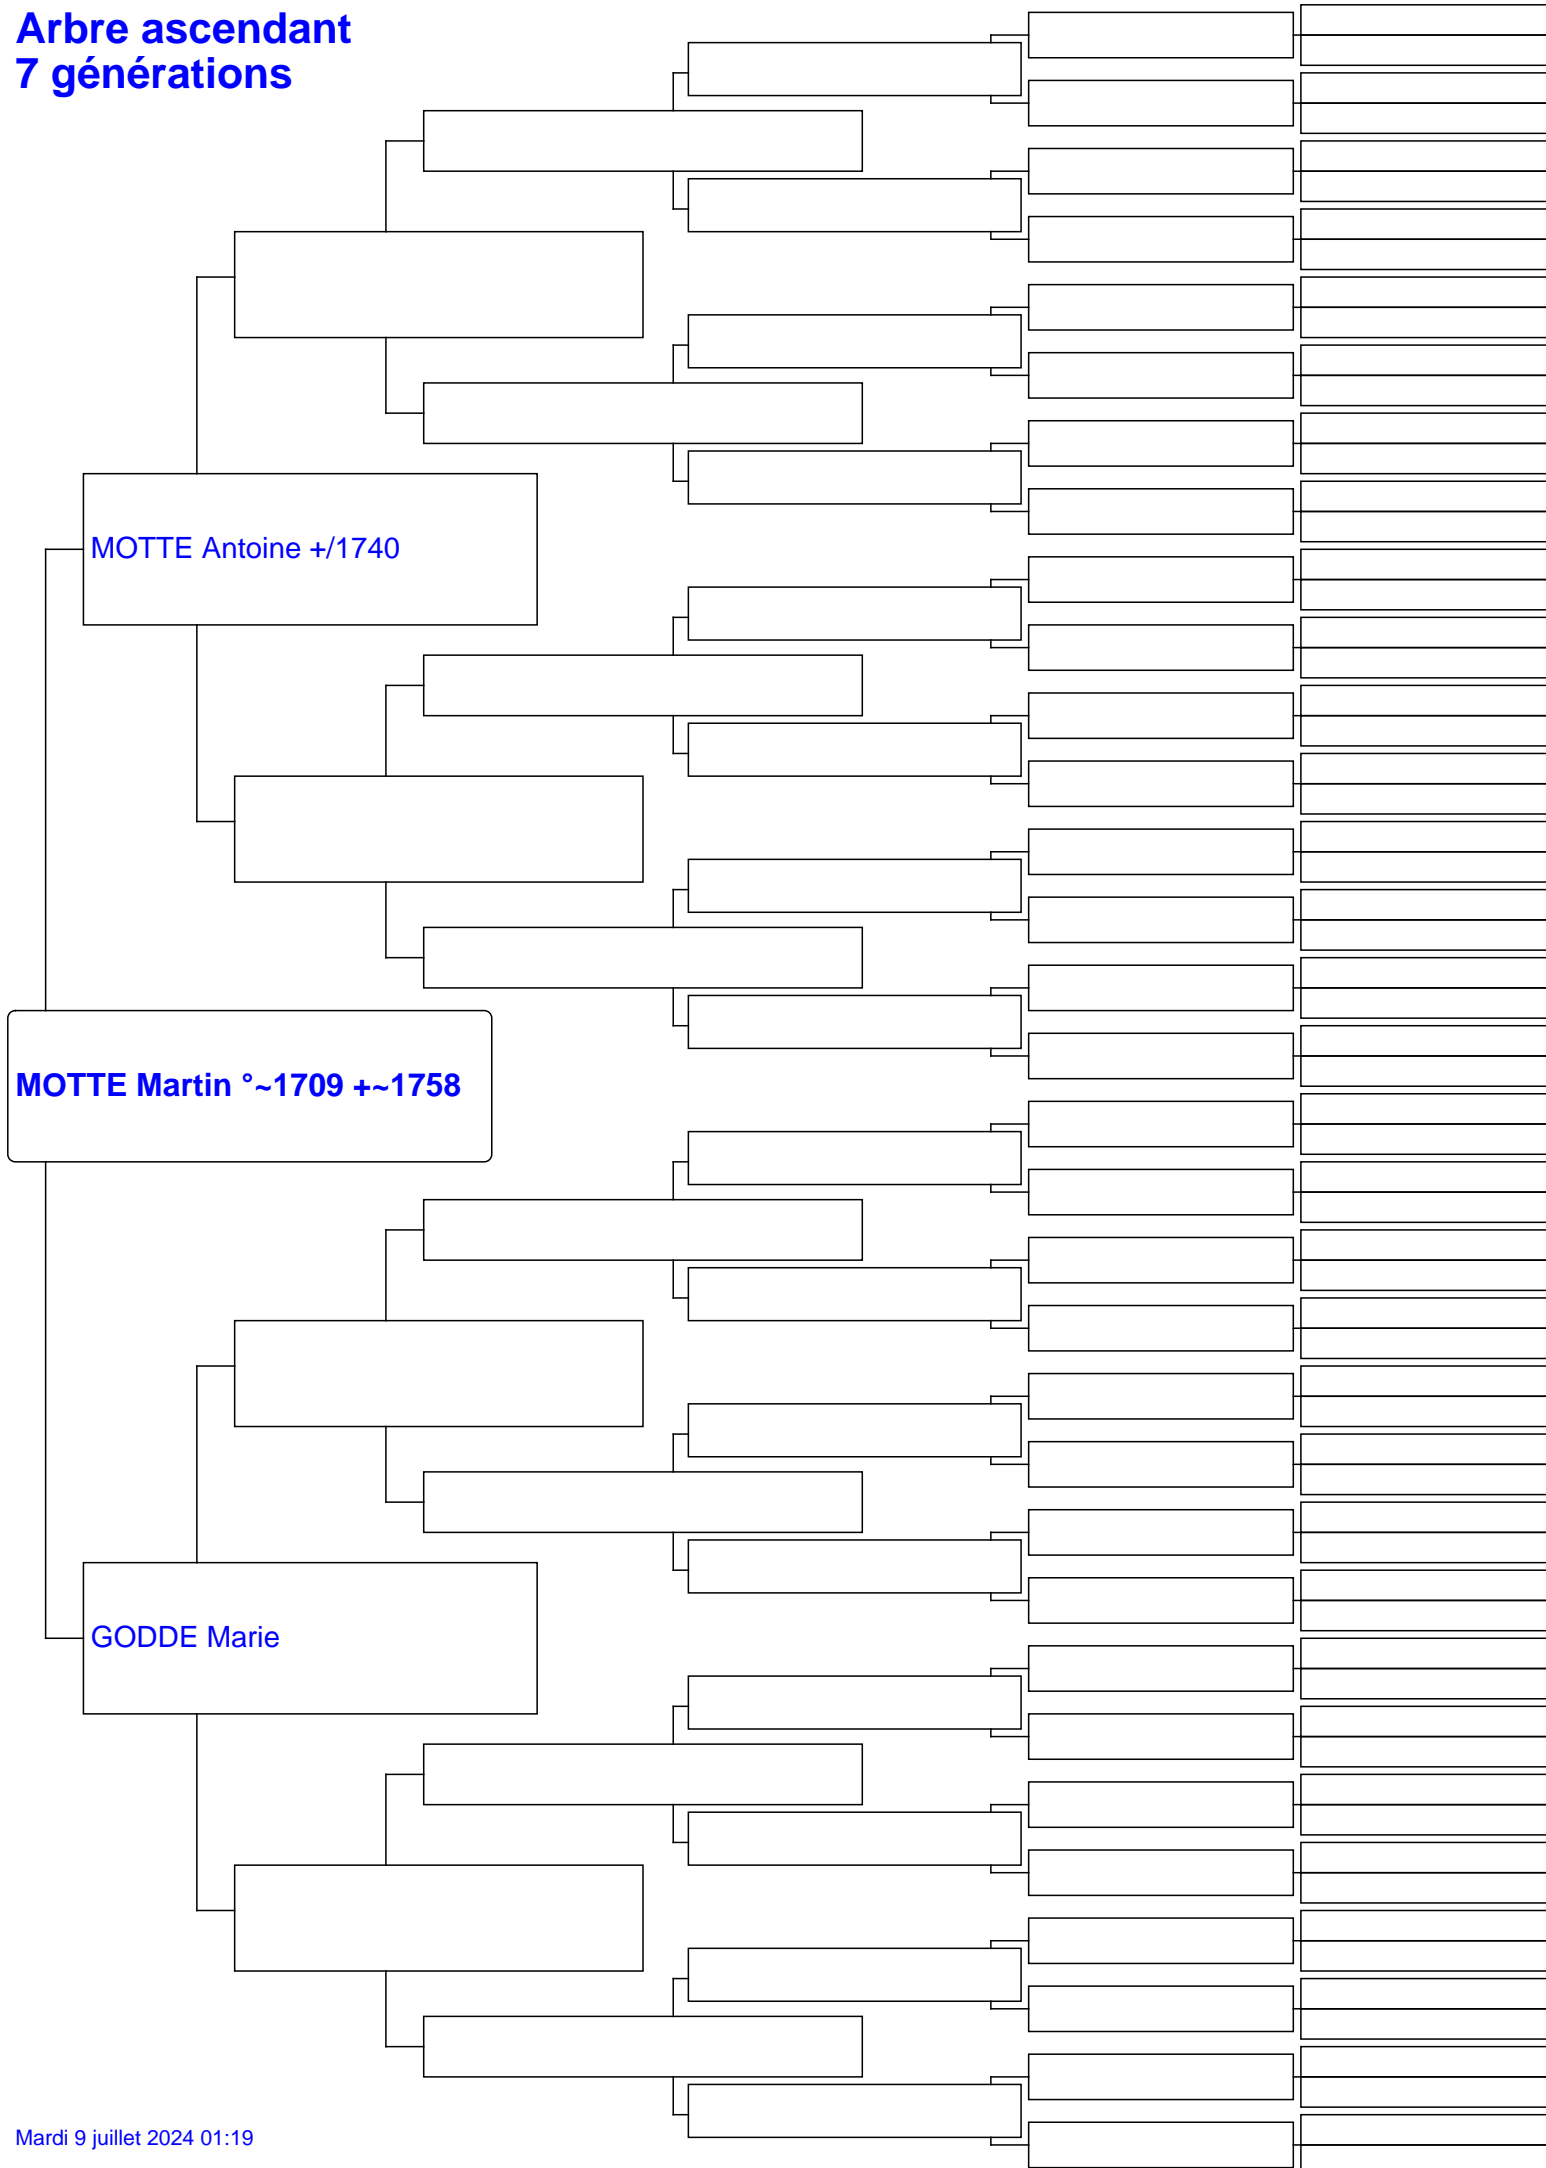 Arbre ascendant
7 générations
MOTTE Antoine +/1740
MOTTE Martin °~1709 +~1758
GODDE Marie
Mardi 9 juillet 2024 01:19